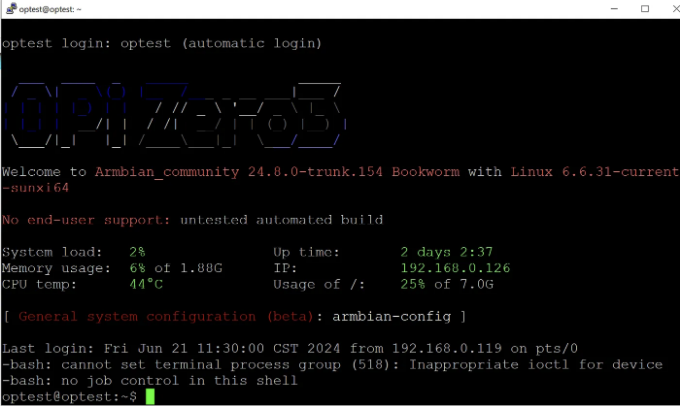 optest@optest: ~
optest login: optest (automatic login)
OPi Zero3
Welcome to Armbian_community 24.8.0-trunk.154 Bookworm with Linux 6.6.31-current
-sunxi64
No end-user support: untested automated build
System load: 2% Up time: 2 days 2:37
Memory usage: 6% of 1.88G IP: 192.168.0.126
CPU temp: 44°C Usage of /: 25% of 7.0G
[ General system configuration (beta): armbian-config ]
Last login: Fri Jun 21 11:30:00 CST 2024 from 192.168.0.119 on pts/0
-bash: cannot set terminal process group (518): Inappropriate ioctl for device
-bash: no job control in this shell
optest@optest:~$